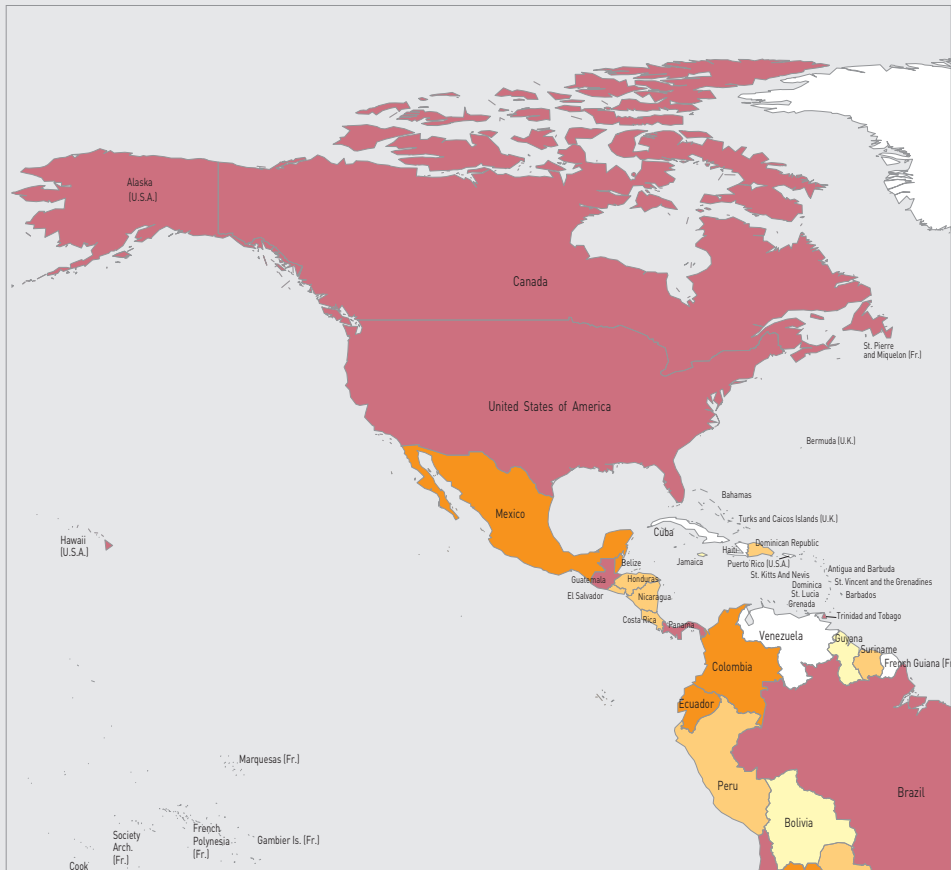 Alaska
(U.S.A.)
Canada
St. Pierre
and Miquelon (Fr.)
United States of America
Bermuda (U.K.)
Bahamas
Mexico
Turks and Caicos Islands (U.K.)
Cuba
Hawaii
(U.S.A.)
Dominican Republic
Haiti
Jamaica
Belize
Puerto Rico (U.S.A.)
Antigua and Barbuda
St. Kitts And Nevis
Guatemala
Honduras
St. Vincent and the Grenadines
Dominica
El Salvador
Nicaragua
St. Lucia
Barbados
Grenada
Trinidad and Tobago
Costa Rica
Panama
Venezuela
Guyana
Suriname
French Guiana (Fr
Colombia
Ecuador
Marquesas (Fr.)
Peru
Brazil
Bolivia
Society
Arch.
(Fr.)
French
Polynesia
(Fr.)
Gambier Is. (Fr.)
Cook